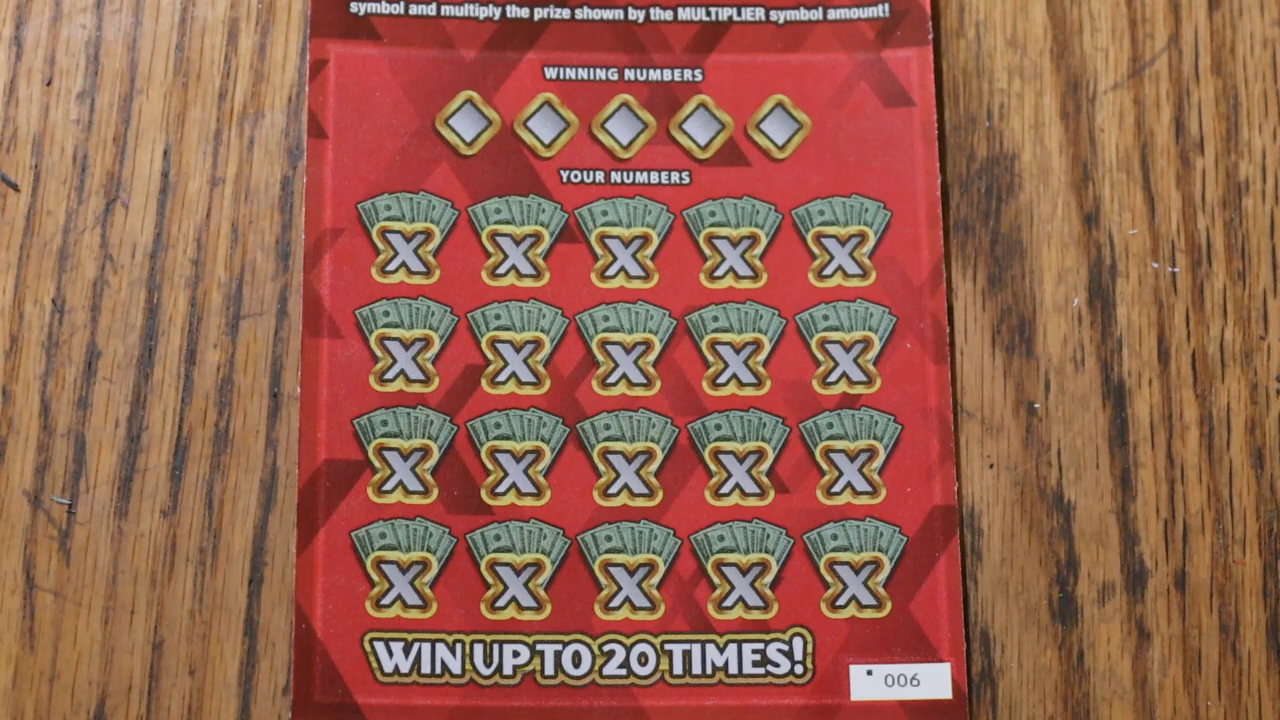 symbol and multiply the prize shown by the MULTIPLIER symbol amount!
WINNING NUMBERS
YOUR NUMBERS
X X X X X
X X X X X
X X X X X
X X X X X
WIN UP TO 20 TIMES!
006